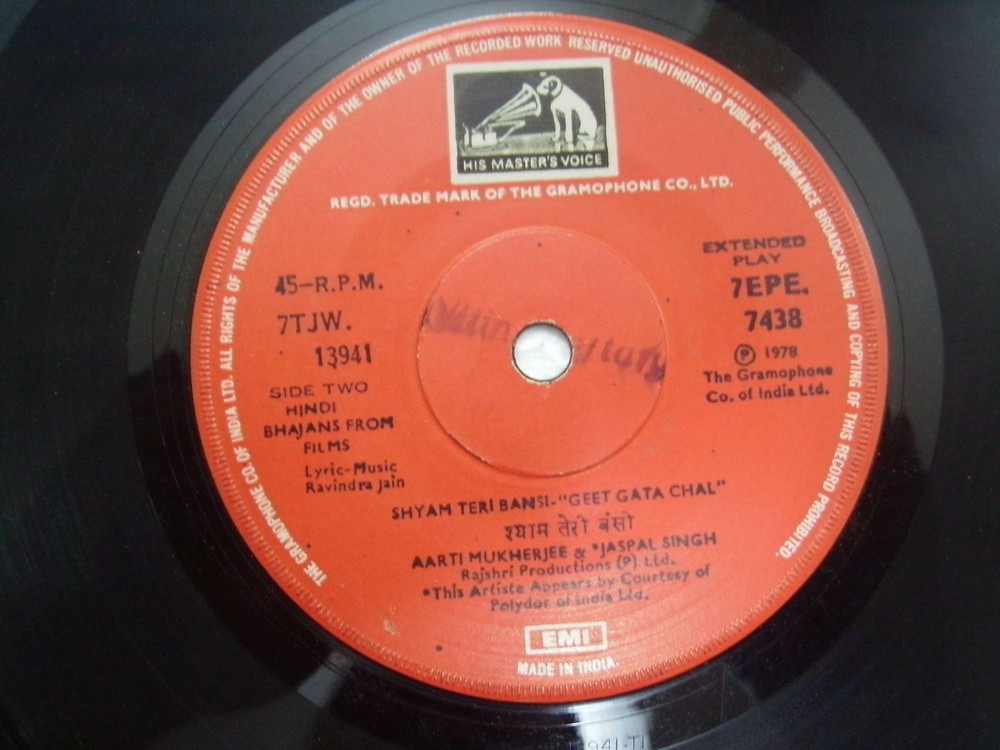 THE GRAMOPHONE CO. OF INDIA LTD. ALL RIGHTS OF THE MANUFACTURER AND OF THE OWNER OF THE RECORDED WORK RESERVED UNAUTHORISED PUBLIC PERFORMANCE BROADCASTING AND COPYING OF THIS RECORD PROHIBITED.
HIS MASTER'S VOICE
REGD. TRADE MARK OF THE GRAMOPHONE CO., LTD.
45-R.P.M.
7TJW.
13941
SIDE TWO
HINDI
BHAJANS FROM
FILMS
Lyric-Music
Ravindra Jain
EXTENDED
PLAY
7EPE.
7438
Ⓟ 1978
The Gramophone
Co. of India Ltd.
SHYAM TERI BANSI-"GEET GATA CHAL"
श्याम तेरी बंसी
AARTI MUKHERJEE & *JASPAL SINGH
Rajshri Productions (P) Ltd.
*This Artiste Appears by Courtesy of
Polydor of India Ltd.
EMI
MADE IN INDIA.